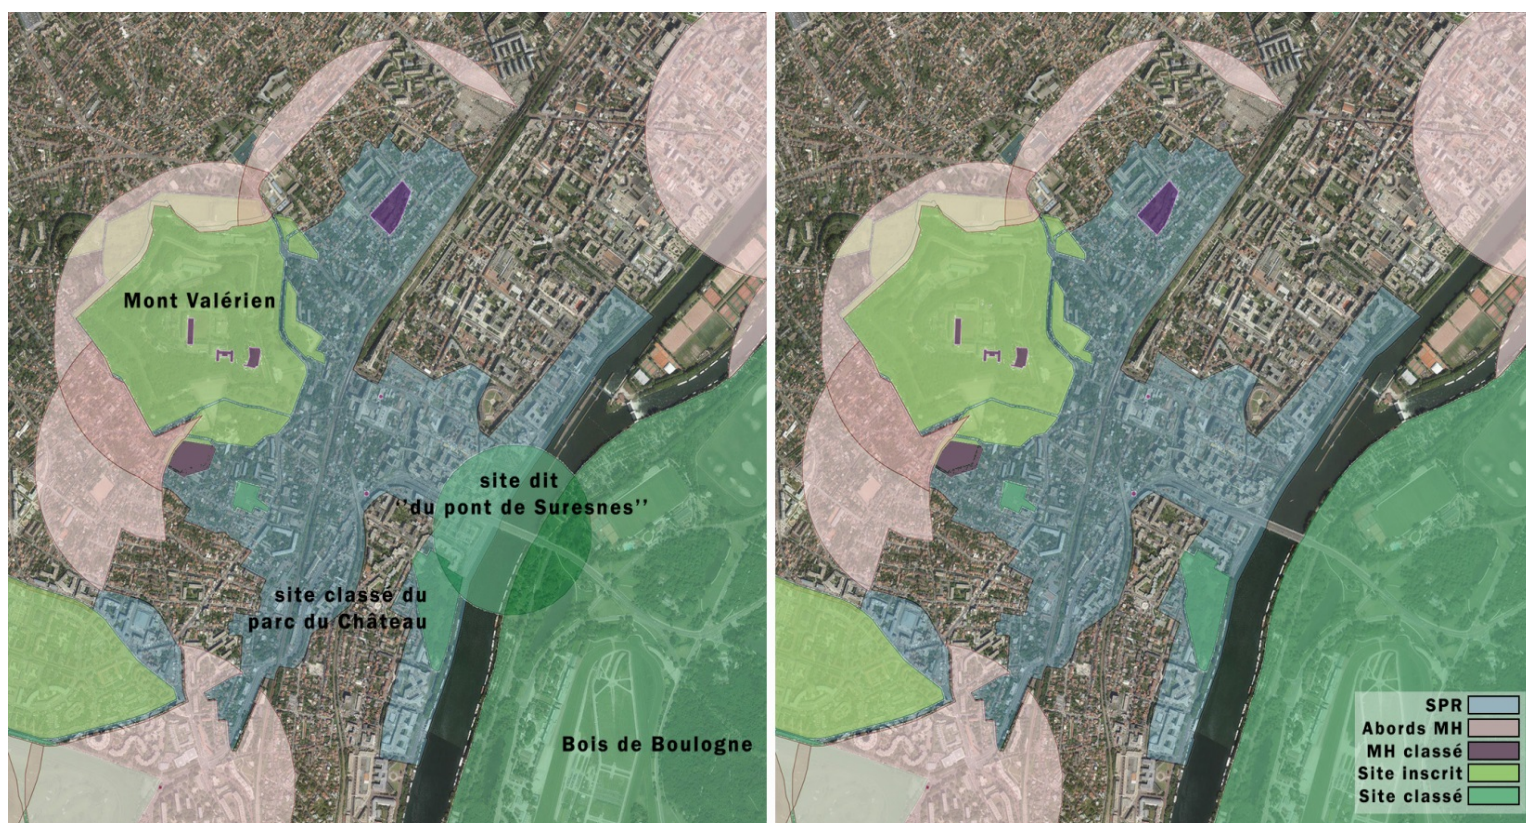 Mont Valérien
site dit
‘‘du pont de Suresnes’’
site classé du
parc du Château
Bois de Boulogne
SPR
Abords MH
MH classé
Site inscrit
Site classé